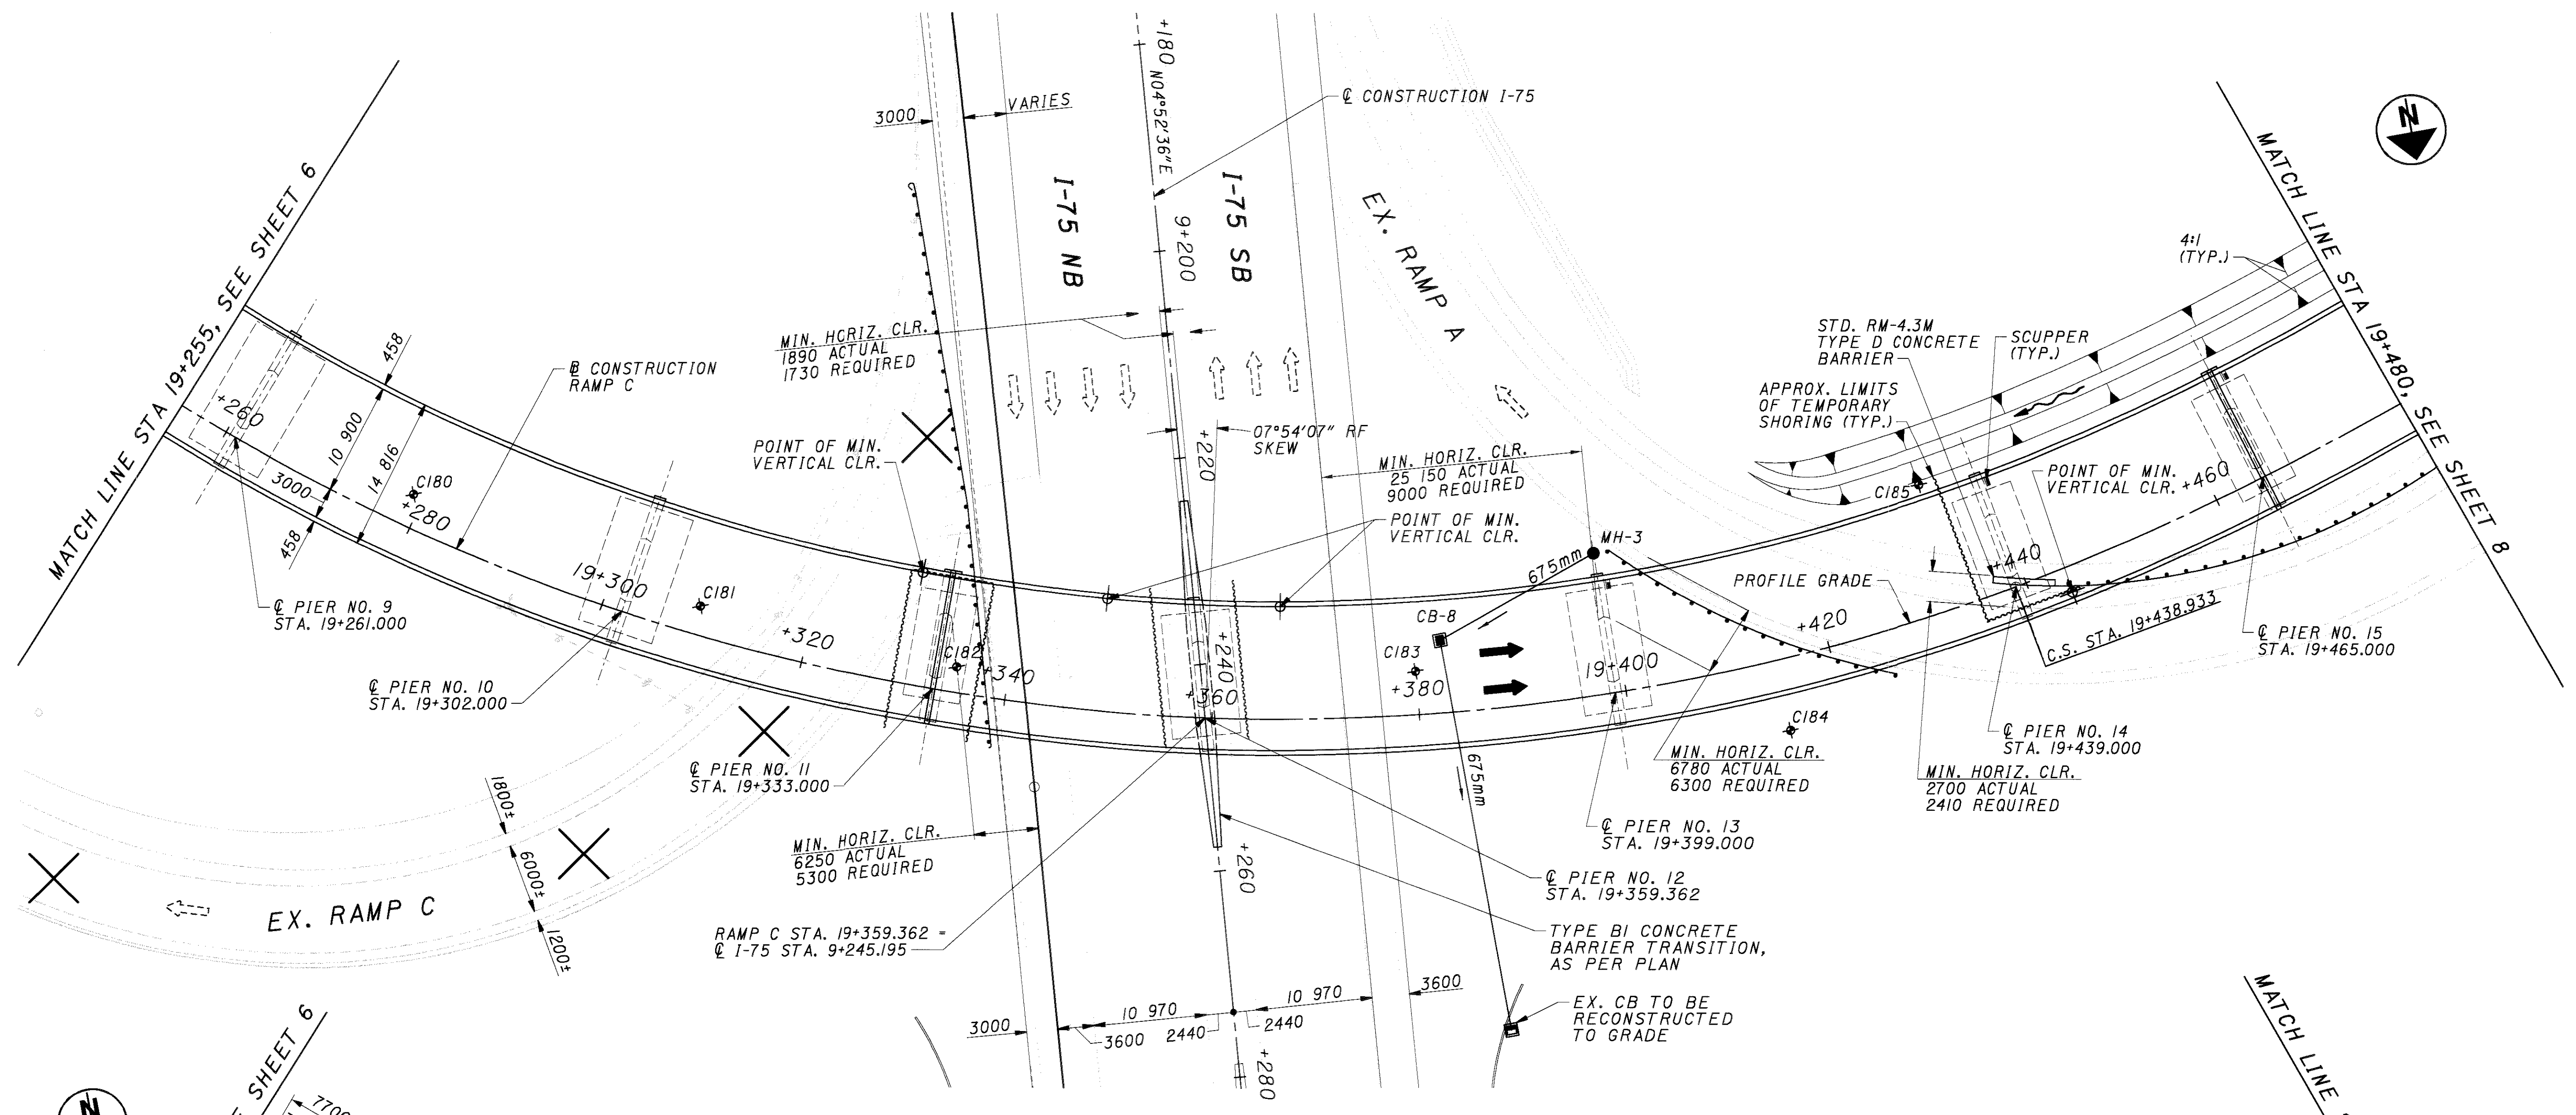 MATCH LINE STA 19+255, SEE SHEET 6
+260
458
10 900
14 816
3000
458
C180
+280
℄ PIER NO. 9
STA. 19+261.000
B CONSTRUCTION
RAMP C
19+300
C181
℄ PIER NO. 10
STA. 19+302.000
+320
1800±
6000±
1200±
EX. RAMP C
3000
VARIES
+180
N04°52'36"E
℄ CONSTRUCTION I-75
I-75 NB
I-75 SB
9+200
EX. RAMP A
MIN. HORIZ. CLR.
1890 ACTUAL
1730 REQUIRED
POINT OF MIN.
VERTICAL CLR.
+220
07°54'07" RF
SKEW
MIN. HORIZ. CLR.
25 150 ACTUAL
9000 REQUIRED
POINT OF MIN.
VERTICAL CLR.
C182
+340
+240
+360
℄ PIER NO. 11
STA. 19+333.000
MIN. HORIZ. CLR.
6250 ACTUAL
5300 REQUIRED
RAMP C STA. 19+359.362 =
℄ I-75 STA. 9+245.195
+260
675mm
MH-3
CB-8
C183
+380
675mm
19+400
+420
PROFILE GRADE
C184
MIN. HORIZ. CLR.
6780 ACTUAL
6300 REQUIRED
℄ PIER NO. 13
STA. 19+399.000
℄ PIER NO. 12
STA. 19+359.362
TYPE B1 CONCRETE
BARRIER TRANSITION,
AS PER PLAN
EX. CB TO BE
RECONSTRUCTED
TO GRADE
3000
3600
10 970
2440
2440
10 970
3600
+280
N
4:1
(TYP.)
STD. RM-4.3M
TYPE D CONCRETE
BARRIER
SCUPPER
(TYP.)
APPROX. LIMITS
OF TEMPORARY
SHORING (TYP.)
C185
POINT OF MIN.
VERTICAL CLR.
+460
+440
C.S. STA. 19+438.933
℄ PIER NO. 15
STA. 19+465.000
℄ PIER NO. 14
STA. 19+439.000
MIN. HORIZ. CLR.
2700 ACTUAL
2410 REQUIRED
MATCH LINE STA 19+480, SEE SHEET 8
N
SHEET 6
7700
MATCH LINE